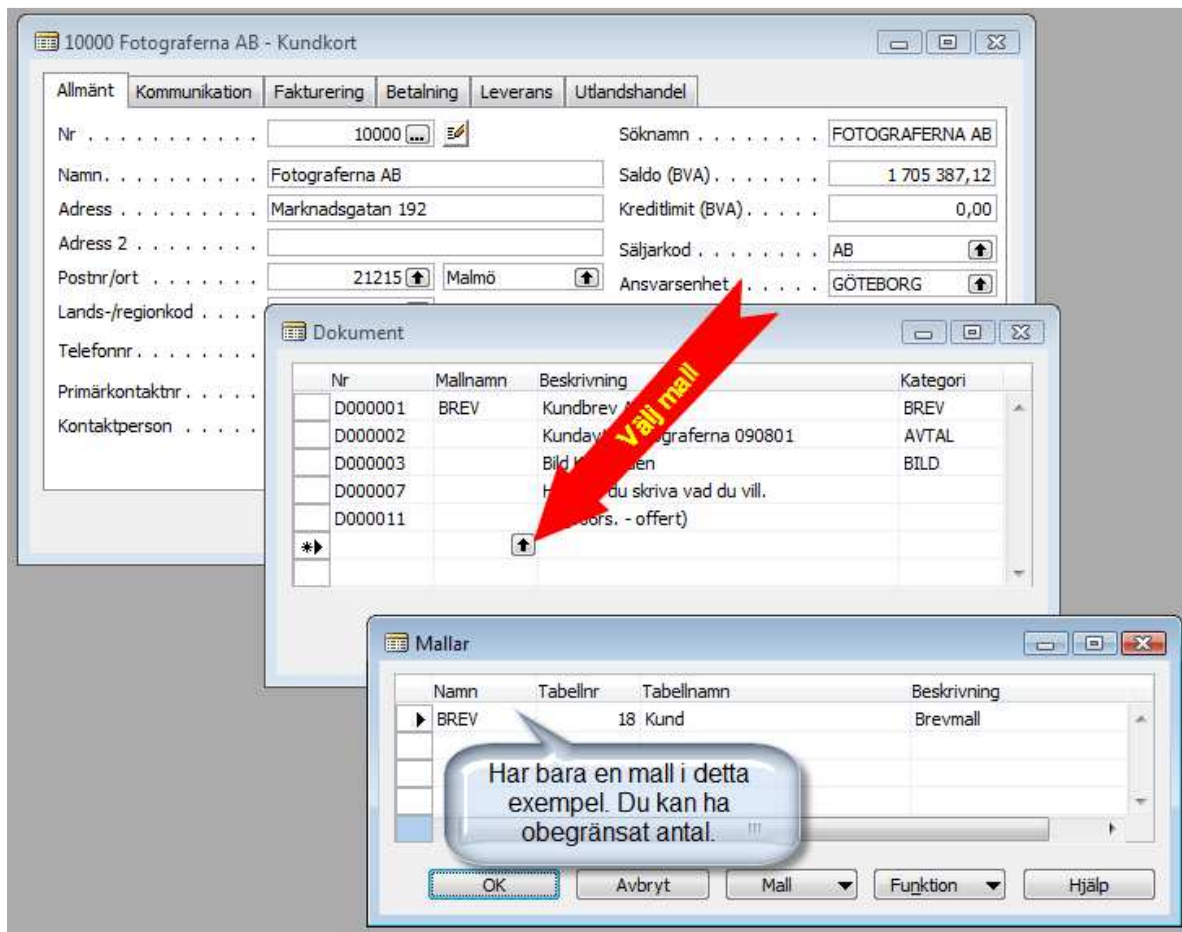 10000 Fotograferna AB - Kundkort
Allmänt Kommunikation Fakturering Betalning Leverans Utlandshandel
Nr . . . . . . . . . . . 10000 ... Söknamn . . . . . . . . FOTOGRAFERNA AB
Namn. . . . . . . . . . Fotograferna AB Saldo (BVA). . . . . . . 1 705 387,12
Adress . . . . . . . . . Marknadsgatan 192 Kreditlimit (BVA). . . . . 0,00
Adress 2 . . . . . . . . Säljarkod . . . . . . . . AB
Postnr/ort . . . . . . . 21215 Malmö Ansvarsenhet. . . . . . GÖTEBORG
Lands-/regionkod . . . .
Telefonnr. . . . . . . .
Primärkontaktnr. . . . .
Kontaktperson . . . . .
Dokument
Nr Mallnamn Beskrivning Kategori
D000001 BREV Kundbrev BREV
D000002 090801 AVTAL
D000003 Bild BILD
D000007 du skriva vad du vill.
D000011 - offert)
Välj mall
Mallar
Namn Tabellnr Tabellnamn Beskrivning
BREV 18 Kund Brevmall
Har bara en mall i detta
exempel. Du kan ha
obegränsat antal.
OK Avbryt Mall Funktion Hjälp